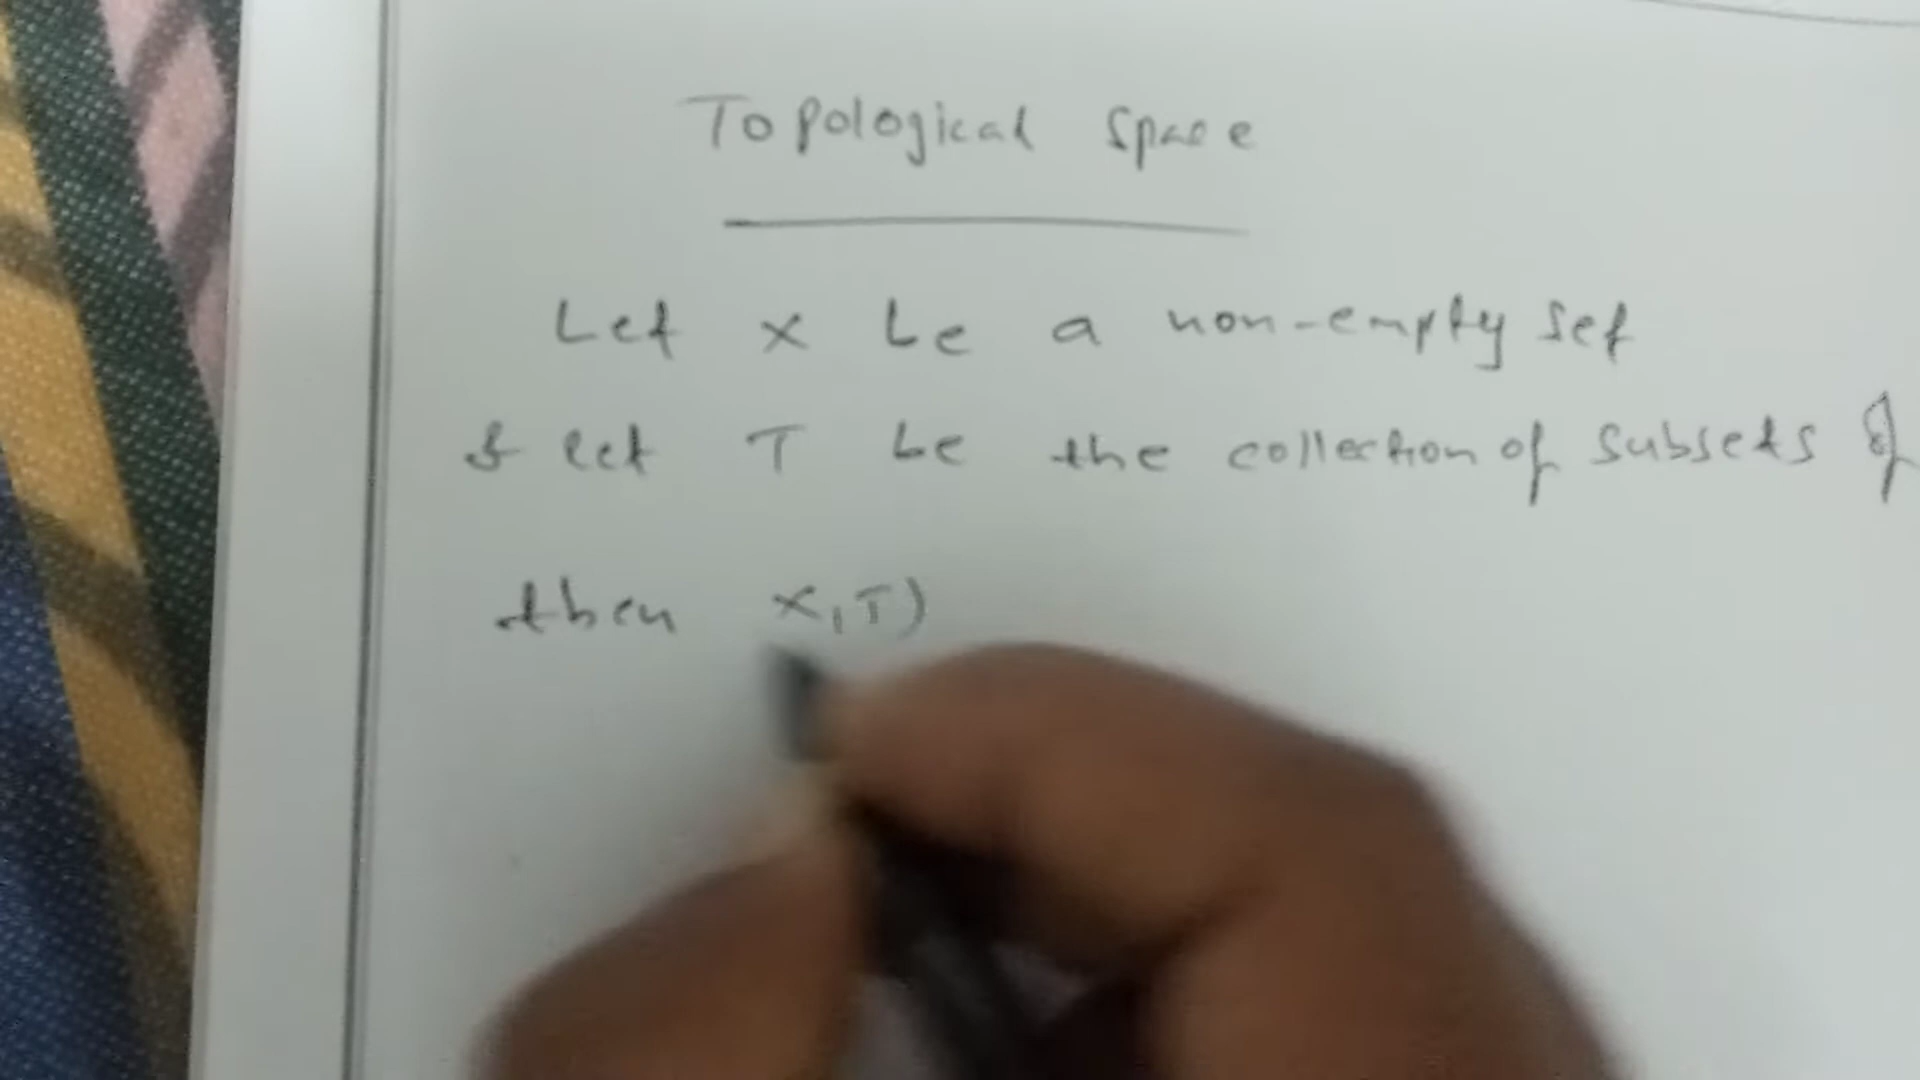 Topological Space
Let X be a non-empty set
& let T be the collection of subsets of
then X,T)